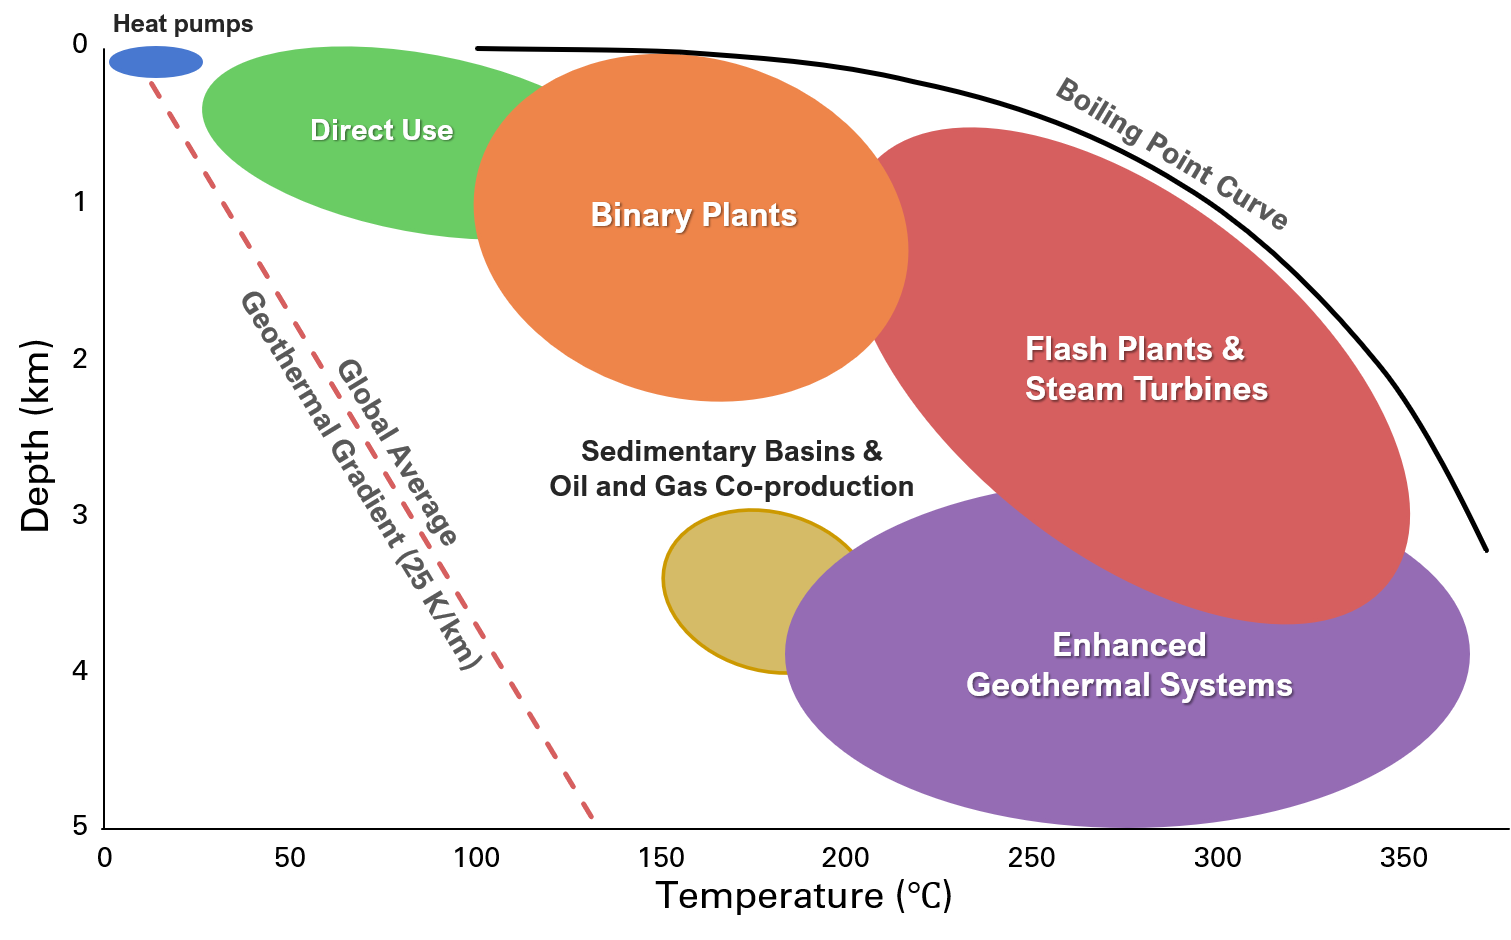 Heat pumps
0
1
2
3
4
5
Depth (km)
Direct Use
Binary Plants
Boiling Point Curve
Flash Plants &
Steam Turbines
Global Average
Geothermal Gradient (25 K/km)
Sedimentary Basins &
Oil and Gas Co-production
Enhanced
Geothermal Systems
0 50 100 150 200 250 300 350
Temperature (℃)